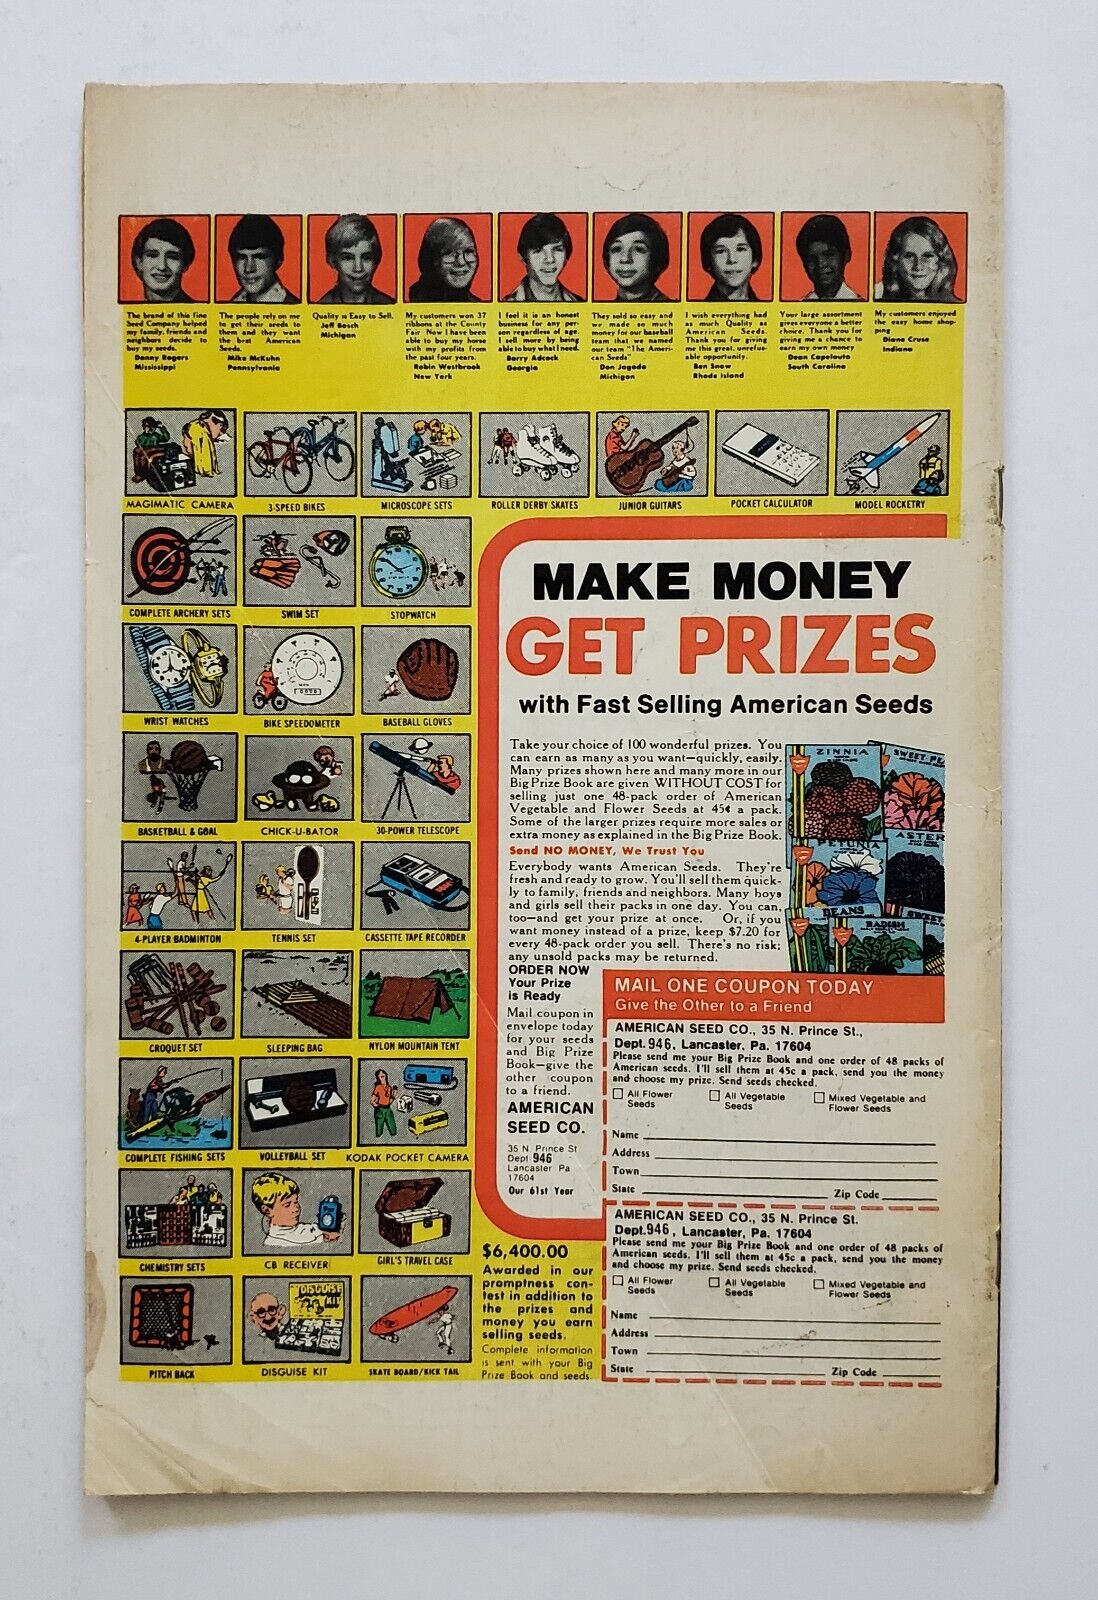 The brand of this fine
Seed Company helped
my family, friends and
neighbors decide to
buy my seeds.
Danny Rogers
Mississippi
The people rely on me
to get their seeds to
them and they want
the best American
Seeds.
Mike McKuhn
Pennsylvania
Quality is Easy to Sell.
Jeff Bosch
Michigan
My customers won 37
ribbons at the County
Fair Now I have been
able to buy my horse
with my profits from
the past four years.
Robin Westbrook
New York
I feel it is an honest
business for any per-
son regardless of age.
I sell more by being
able to buy what I need.
Barry Adcock
Georgia
They sold so easy and
we made so much
money for our baseball
team that we named
our team "The Ameri-
can Seeds"
Don Jagoda
Michigan
I wish everything had
as much Quality as
American Seeds.
Thank you for giving
me this great, unrefus-
able opportunity.
Ben Snow
Rhode Island
Your large assortment
gives everyone a better
choice. Thank You for
giving me a chance to
earn my own money
Dean Capelouto
South Carolina
My customers enjoyed
the easy home shop-
ping
Diane Cruse
Indiana
MAGIMATIC CAMERA
3-SPEED BIKES
MICROSCOPE SETS
ROLLER DERBY SKATES
JUNIOR GUITARS
POCKET CALCULATOR
MODEL ROCKETRY
COMPLETE ARCHERY SETS
SWIM SET
STOPWATCH
WRIST WATCHES
BIKE SPEEDOMETER
BASEBALL GLOVES
BASKETBALL & GOAL
CHICK-U-BATOR
30-POWER TELESCOPE
4-PLAYER BADMINTON
TENNIS SET
CASSETTE TAPE RECORDER
CROQUET SET
SLEEPING BAG
NYLON MOUNTAIN TENT
COMPLETE FISHING SETS
VOLLEYBALL SET
KODAK POCKET CAMERA
CHEMISTRY SETS
CB RECEIVER
GIRL'S TRAVEL CASE
DISGUISE KIT
PITCH BACK
DISGUISE KIT
SKATE BOARD/KICK TAIL
MAKE MONEY
GET PRIZES
with Fast Selling American Seeds
Take your choice of 100 wonderful prizes. You
can earn as many as you want—quickly, easily.
Many prizes shown here and many more in our
Big Prize Book are given WITHOUT COST for
selling just one 48-pack order of American
Vegetable and Flower Seeds at 45¢ a pack.
Some of the larger prizes require more sales or
extra money as explained in the Big Prize Book.
Send NO MONEY, We Trust You
Everybody wants American Seeds. They're
fresh and ready to grow. You'll sell them quick-
ly to family, friends and neighbors. Many boys
and girls sell their packs in one day. You can,
too—and get your prize at once. Or, if you
want money instead of a prize, keep $7.20 for
every 48-pack order you sell. There's no risk;
any unsold packs may be returned.
ZINNIA
SWEET PE
ASTER
PETUNIA
BEANS
RADISH
SWEET
ORDER NOW
Your Prize
is Ready
Mail coupon in
envelope today
for your seeds
and Big Prize
Book—give the
other coupon
to a friend.
AMERICAN
SEED CO.
35 N Prince St
Dept 946
Lancaster Pa
17604
Our 61st Year
$6,400.00
Awarded in our
promptness con-
test in addition to
the prizes and
money you earn
selling seeds.
Complete information
is sent with your Big
Prize Book and seeds.
MAIL ONE COUPON TODAY
Give the Other to a Friend
AMERICAN SEED CO., 35 N. Prince St.,
Dept. 946, Lancaster, Pa. 17604
Please send me your Big Prize Book and one order of 48 packs of
American Seeds. I'll sell them at 45c a pack, send you the money
and choose my prize. Send seeds checked.
All Flower Seeds
All Vegetable Seeds
Mixed Vegetable and Flower Seeds
Name
Address
Town
State Zip Code
AMERICAN SEED CO., 35 N. Prince St.
Dept. 946, Lancaster, Pa. 17604
Please send me your Big Prize Book and one order of 48 packs of
American seeds. I'll sell them at 45c a pack, send you the money
and choose my prize. Send seeds checked.
All Flower Seeds
All Vegetable Seeds
Mixed Vegetable and Flower Seeds
Name
Address
Town
State Zip Code